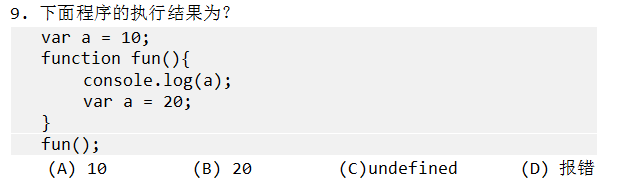 9. 下面程序的执行结果为?
var a = 10;
function fun(){
    console.log(a);
    var a = 20;
}
fun();
(A) 10 (B) 20 (C)undefined (D) 报错